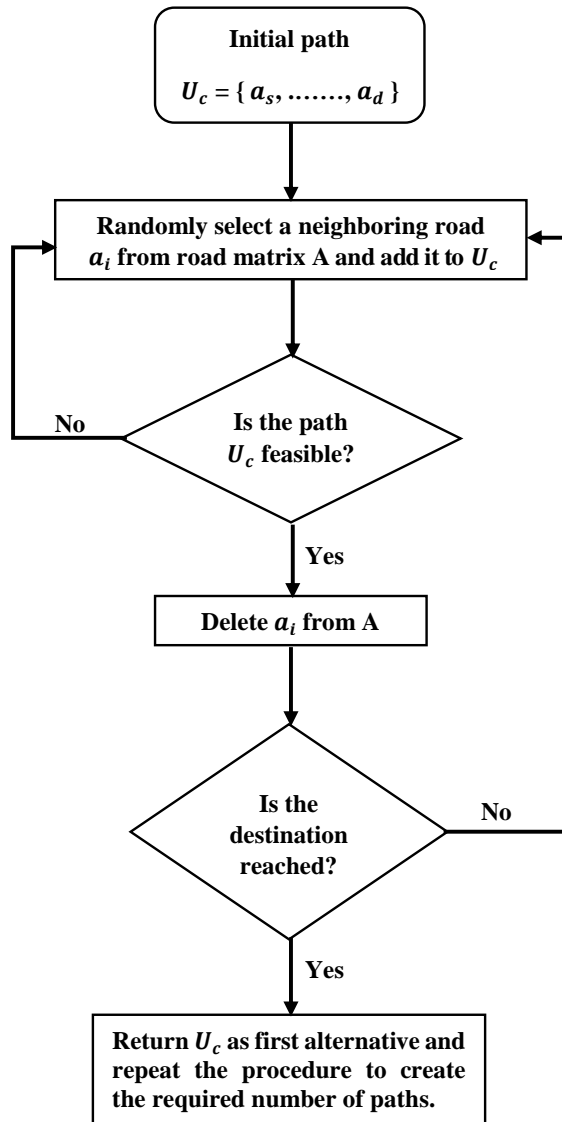 Initial path
U_c = { a_s, ......., a_d }
Randomly select a neighboring road
a_i from road matrix A and add it to U_c
Is the path
U_c feasible?
No
Yes
Delete a_i from A
Is the
destination
reached?
No
Yes
Return U_c as first alternative and
repeat the procedure to create
the required number of paths.